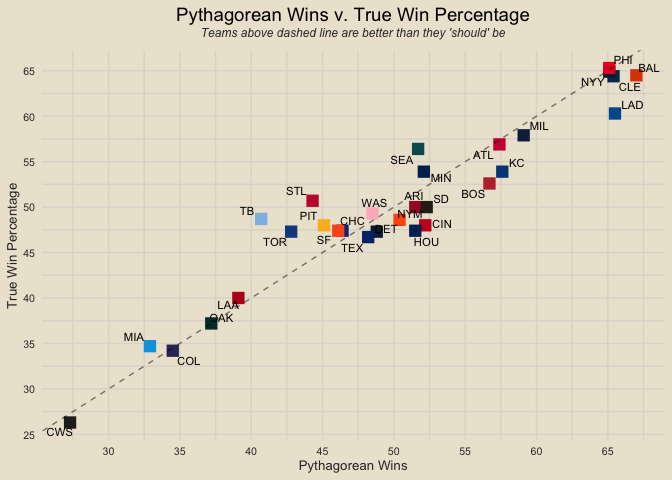 Pythagorean Wins v. True Win Percentage
Teams above dashed line are better than they 'should' be
True Win Percentage
65
60
55
50
45
40
35
30
25
PHI
BAL
NYY
CLE
LAD
MIL
ATL
KC
SEA
MIN
BOS
STL
ARI
SD
TB
PIT
WAS
NYM
CHC
CIN
TOR
SF
DET
TEX
HOU
LAA
OAK
MIA
COL
CWS
30
35
40
45
50
55
60
65
Pythagorean Wins